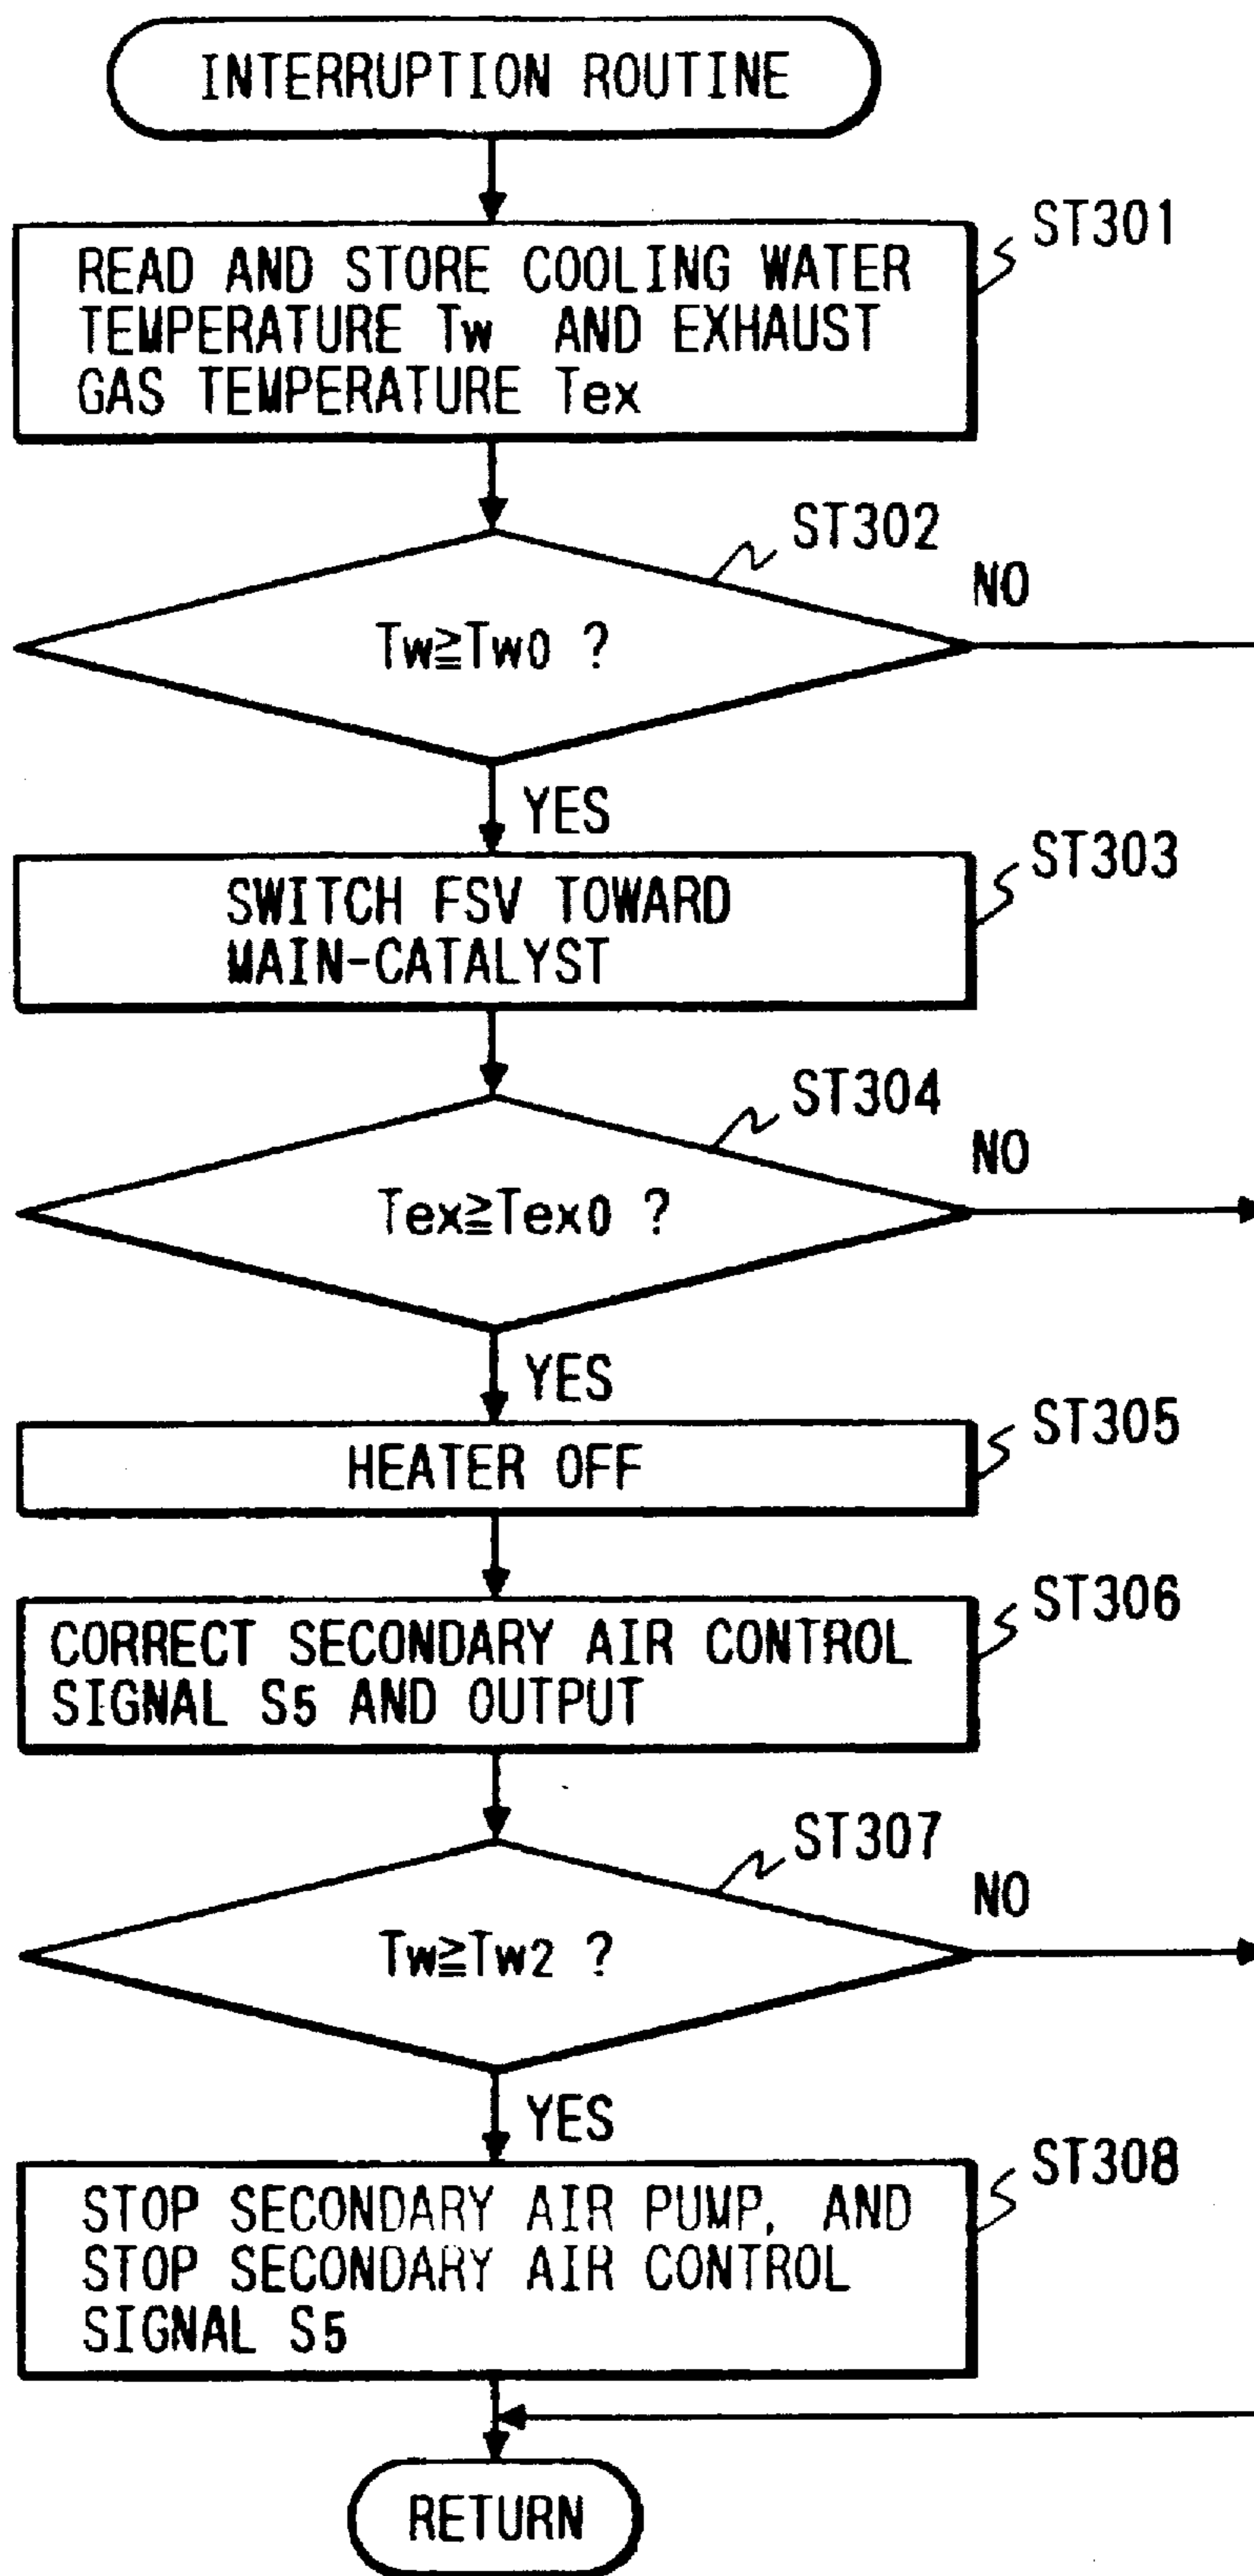 INTERRUPTION ROUTINE
ST301
READ AND STORE COOLING WATER
TEMPERATURE Tw AND EXHAUST
GAS TEMPERATURE Tex
ST302
NO
Tw≧Tw0 ?
YES
ST303
SWITCH FSV TOWARD
MAIN-CATALYST
ST304
NO
Tex≧Tex0 ?
YES
ST305
HEATER OFF
ST306
CORRECT SECONDARY AIR CONTROL
SIGNAL S5 AND OUTPUT
ST307
NO
Tw≧Tw2 ?
YES
ST308
STOP SECONDARY AIR PUMP, AND
STOP SECONDARY AIR CONTROL
SIGNAL S5
RETURN